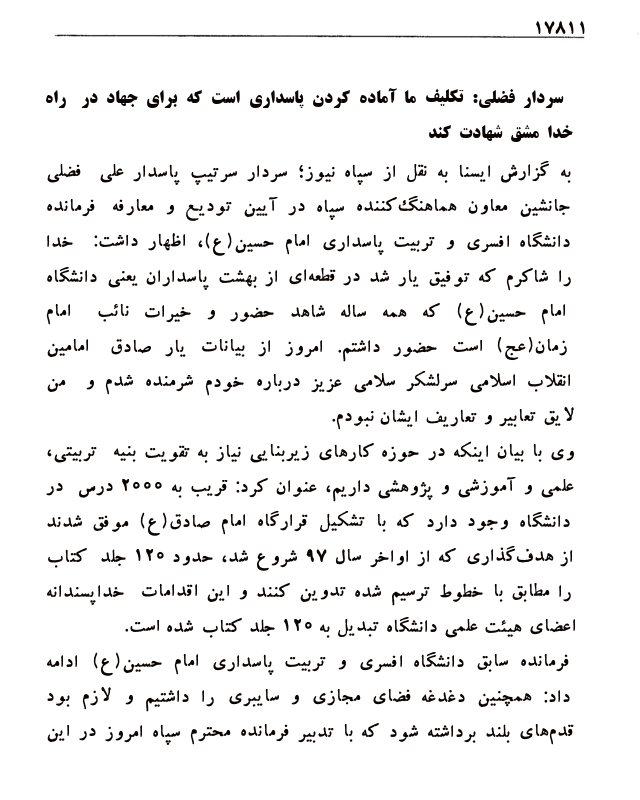 ۱۷۸۱۱
سردار فضلی: تکلیف ما آماده کردن پاسداری است که برای جهاد در راه
خدا مشق شهادت کند
به گزارش ایسنا به نقل از سپاه نیوز؛ سردار سرتیپ پاسدار علی فضلی
جانشین معاون هماهنگ‌کننده سپاه در آیین تودیع و معارفه فرمانده
دانشگاه افسری و تربیت پاسداری امام حسین(ع)، اظهار داشت: خدا
را شاکرم که توفیق یار شد در قطعه‌ای از بهشت پاسداران یعنی دانشگاه
امام حسین(ع) که همه ساله شاهد حضور و خیرات نائب امام
زمان(عج) است حضور داشتم. امروز از بیانات یار صادق امامین
انقلاب اسلامی سرلشکر سلامی عزیز درباره خودم شرمنده شدم و من
لایق تعابیر و تعاریف ایشان نبودم.
وی با بیان اینکه در حوزه کارهای زیربنایی نیاز به تقویت بنیه تربیتی،
علمی و آموزشی و پژوهشی داریم، عنوان کرد: قریب به ۲۰۰۰ درس در
دانشگاه وجود دارد که با تشکیل قرارگاه امام صادق(ع) موفق شدند
از هدف‌گذاری که از اواخر سال ۹۷ شروع شد، حدود ۱۲۰ جلد کتاب
را مطابق با خطوط ترسیم شده تدوین کنند و این اقدامات خداپسندانه
اعضای هیئت علمی دانشگاه تبدیل به ۱۲۰ جلد کتاب شده است.
فرمانده سابق دانشگاه افسری و تربیت پاسداری امام حسین(ع) ادامه
داد: همچنین دغدغه فضای مجازی و سایبری را داشتیم و لازم بود
قدم‌های بلند برداشته شود که با تدبیر فرمانده محترم سپاه امروز در این